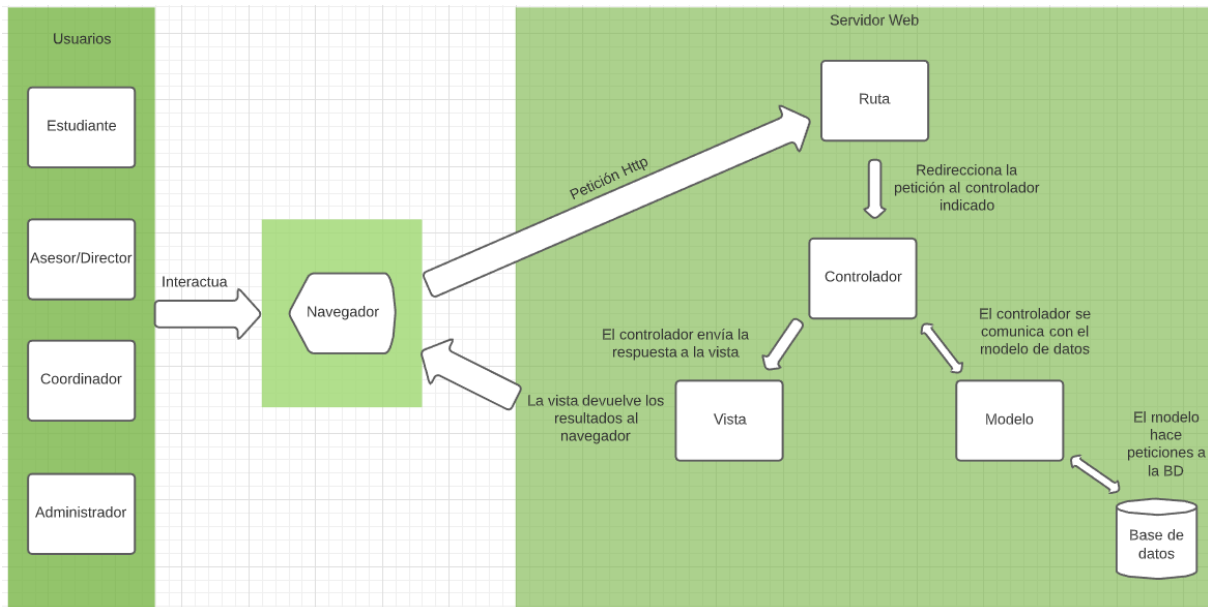 Usuarios
Estudiante
Asesor/Director
Coordinador
Administrador
Interactua
Navegador
Petición Http
Servidor Web
Ruta
Redirecciona la
petición al controlador
indicado
Controlador
El controlador envía la
respuesta a la vista
El controlador se
comunica con el
modelo de datos
La vista devuelve los
resultados al
navegador
Vista
Modelo
El modelo
hace
peticiones a
la BD
Base de
datos